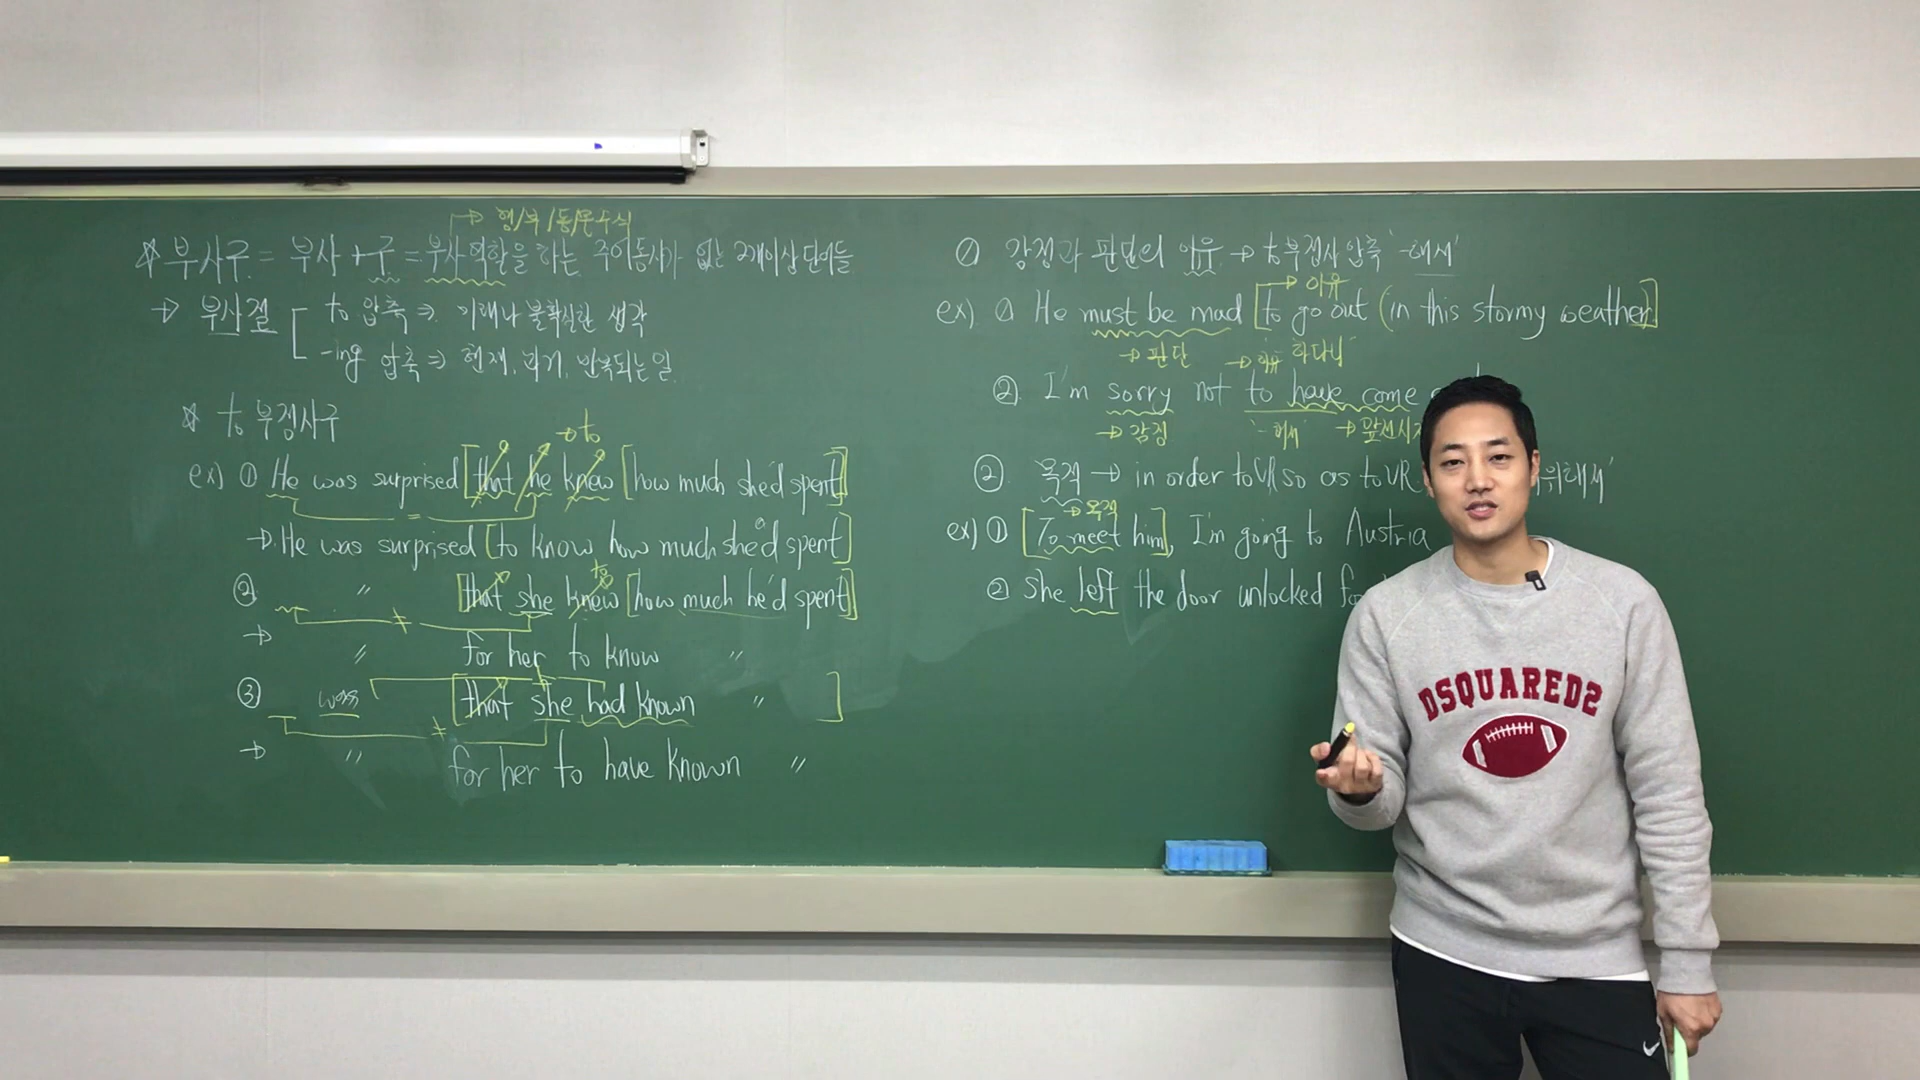 → 형/부/동/문수식
☆ 부사구 = 부사+구 = 부사역할을 하는 주어동사가 없는 2개이상 단어들
→ 부사절 [ to 압축 ⇒ 미래나 불확실한 생각
-ing 압축 ⇒ 현재, 과거, 반복되는 일.
* to 부정사구
→ to
ex) ① He was surprised [that he knew [how much she'd spent]]
=
→ He was surprised [to know how much she'd spent]
to
② 〃 [that she knew [how much he'd spent]]
≠
→ 〃 for her to know 〃
③ was [that she had known 〃 ]
≠
→ 〃 for her to have known 〃
① 감정과 판단의 이유 → to 부정사 압축 '-해서'
→ 이유
ex) ① He must be mad [to go out (in this stormy weather]
→ 판단 → 이유 하다니
② I'm sorry not to have come
→ 감정 '-해서' → 앞선시
② 목적 → in order to VR so as to VR 위해서'
→ 목적
ex) ① [To meet him], I'm going to Austria
② She left the door unlocked
DSQUARED2